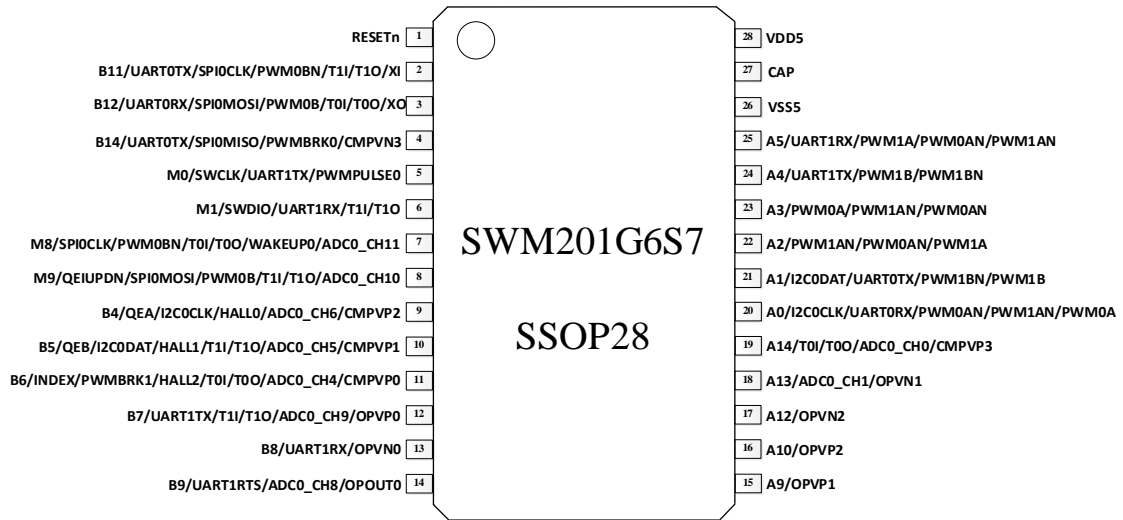 RESETn 1
B11/UART0TX/SPI0CLK/PWM0BN/T1I/T1O/XI 2
B12/UART0RX/SPI0MOSI/PWM0B/T0I/T0O/XO 3
B14/UART0TX/SPI0MISO/PWMBRK0/CMPVN3 4
M0/SWCLK/UART1TX/PWMPULSE0 5
M1/SWDIO/UART1RX/T1I/T1O 6
M8/SPI0CLK/PWM0BN/T0I/T0O/WAKEUP0/ADC0_CH11 7
M9/QEIUPDN/SPI0MOSI/PWM0B/T1I/T1O/ADC0_CH10 8
B4/QEA/I2C0CLK/HALL0/ADC0_CH6/CMPVP2 9
B5/QEB/I2C0DAT/HALL1/T1I/T1O/ADC0_CH5/CMPVP1 10
B6/INDEX/PWMBRK1/HALL2/T0I/T0O/ADC0_CH4/CMPVP0 11
B7/UART1TX/T1I/T1O/ADC0_CH9/OPVP0 12
B8/UART1RX/OPVN0 13
B9/UART1RTS/ADC0_CH8/OPOUT0 14
SWM201G6S7
SSOP28
28 VDD5
27 CAP
26 VSS5
25 A5/UART1RX/PWM1A/PWM0AN/PWM1AN
24 A4/UART1TX/PWM1B/PWM1BN
23 A3/PWM0A/PWM1AN/PWM0AN
22 A2/PWM1AN/PWM0AN/PWM1A
21 A1/I2C0DAT/UART0TX/PWM1BN/PWM1B
20 A0/I2C0CLK/UART0RX/PWM0AN/PWM1AN/PWM0A
19 A14/T0I/T0O/ADC0_CH0/CMPVP3
18 A13/ADC0_CH1/OPVN1
17 A12/OPVN2
16 A10/OPVP2
15 A9/OPVP1